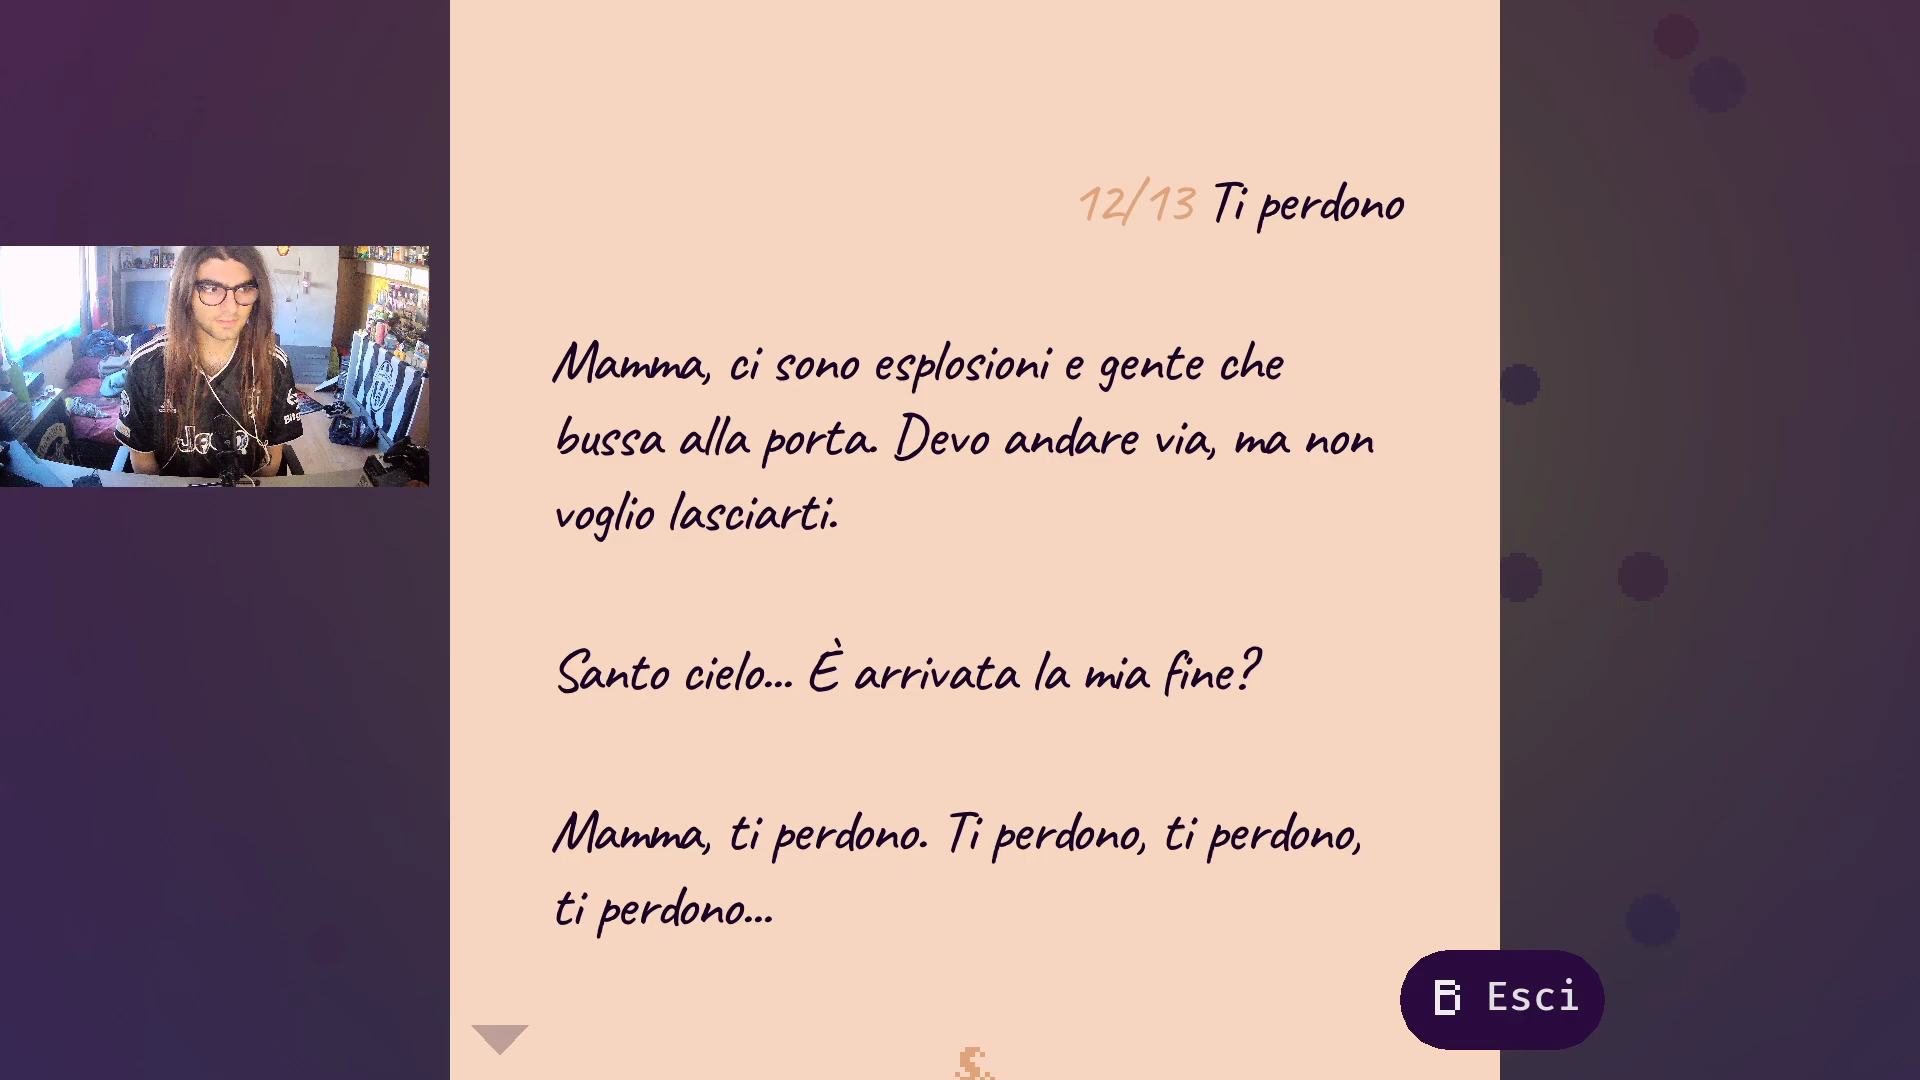 12/13 Ti perdono
Mamma, ci sono esplosioni e gente che
bussa alla porta. Devo andare via, ma non
voglio lasciarti.
Santo cielo... È arrivata la mia fine?
Mamma, ti perdono. Ti perdono, ti perdono,
ti perdono...
B Esci
Jeep